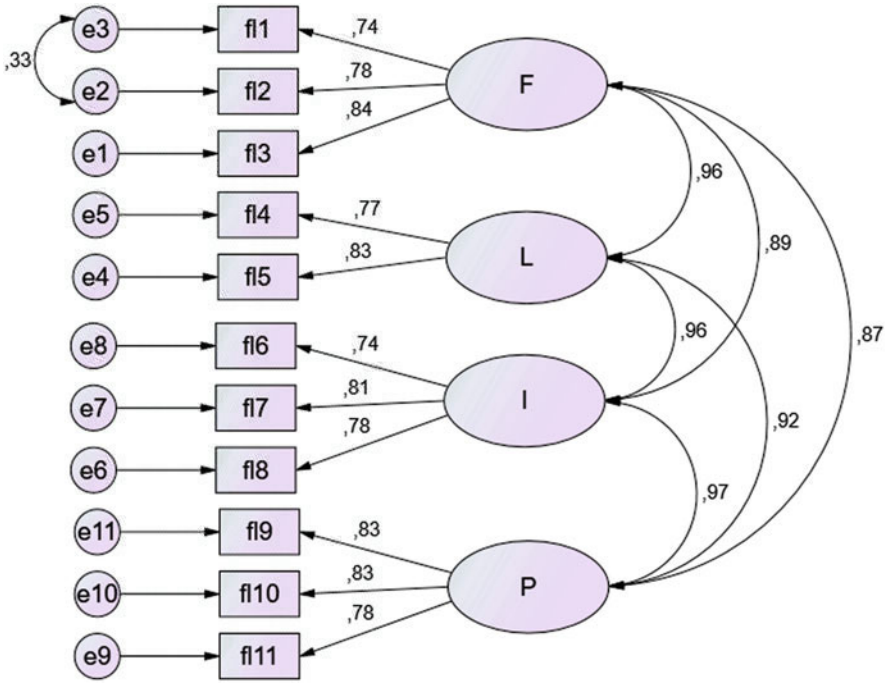 e3 fl1 ,74 F
,33
e2 fl2 ,78
e1 fl3 ,84
,96
e5 fl4 ,77
,89
e4 fl5 ,83 L
,96
,87
e8 fl6 ,74
e7 fl7 ,81 I
,92
e6 fl8 ,78
,97
e11 fl9 ,83
e10 fl10 ,83 P
e9 fl11 ,78